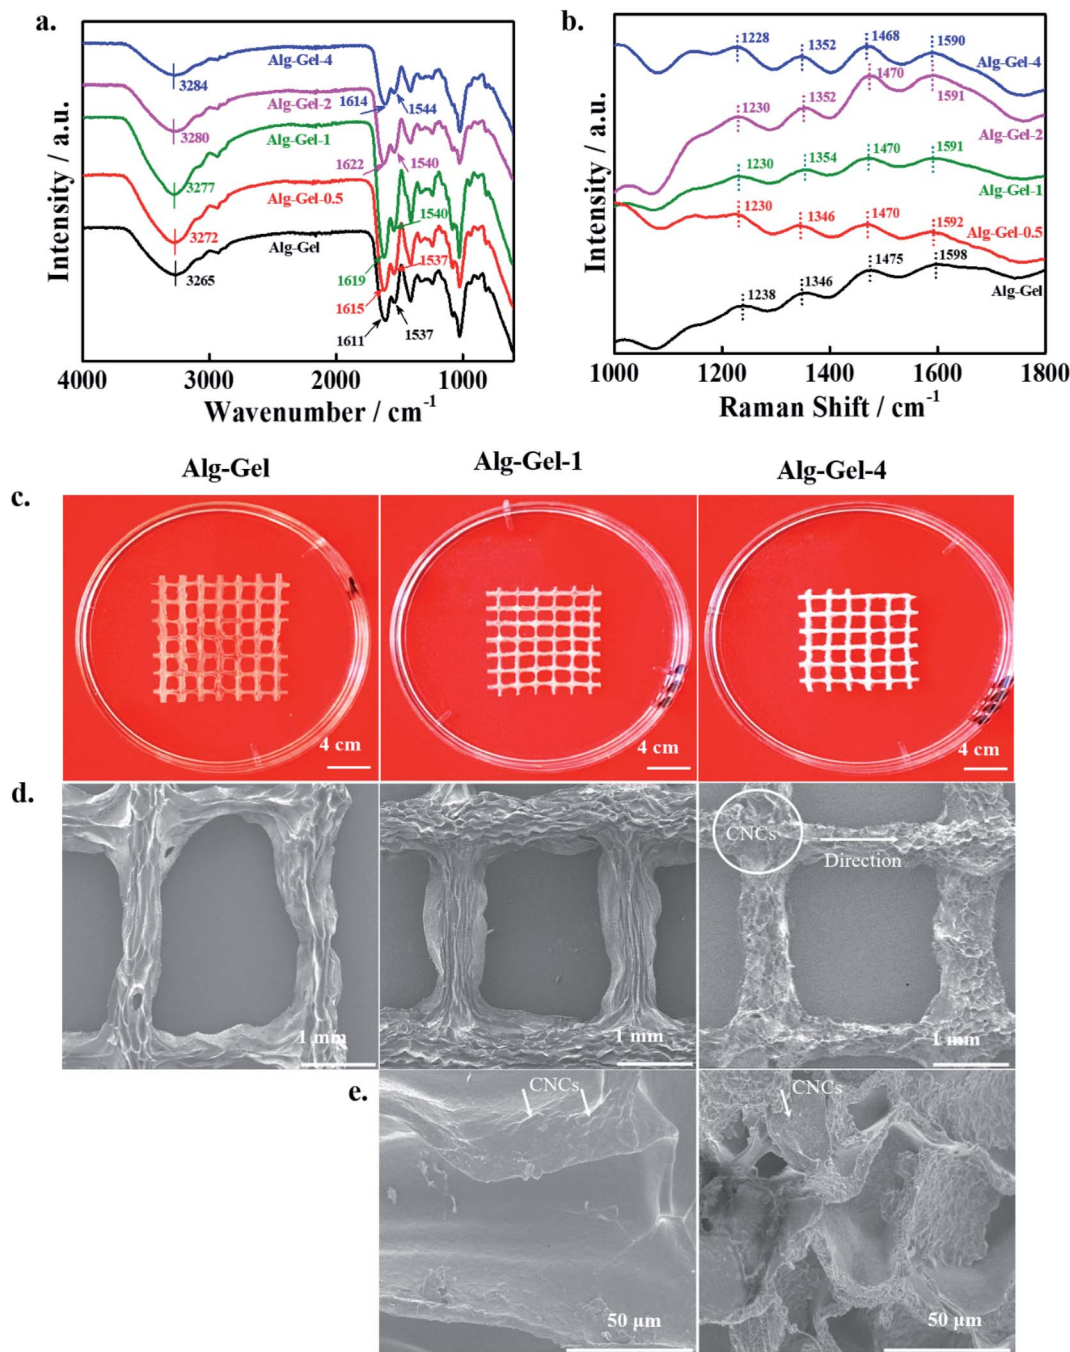 a.
Intensity / a.u.
Alg-Gel-4
3284
1614
1544
Alg-Gel-2
3280
1622
1540
Alg-Gel-1
3277
1619
1540
Alg-Gel-0.5
3272
1615
1537
Alg-Gel
3265
1611
1537
4000 3000 2000 1000
Wavenumber / cm-1
b.
Intensity / a.u.
1228 1352 1468 1590
Alg-Gel-4
1230 1352 1470 1591
Alg-Gel-2
1230 1354 1470 1591
Alg-Gel-1
1230 1346 1470 1592
Alg-Gel-0.5
1238 1346 1475 1598
Alg-Gel
1000 1200 1400 1600 1800
Raman Shift / cm-1
Alg-Gel Alg-Gel-1 Alg-Gel-4
c.
4 cm 4 cm 4 cm
d.
CNCs
Direction
1 mm 1 mm 1 mm
e.
CNCs CNCs
50 μm 50 μm